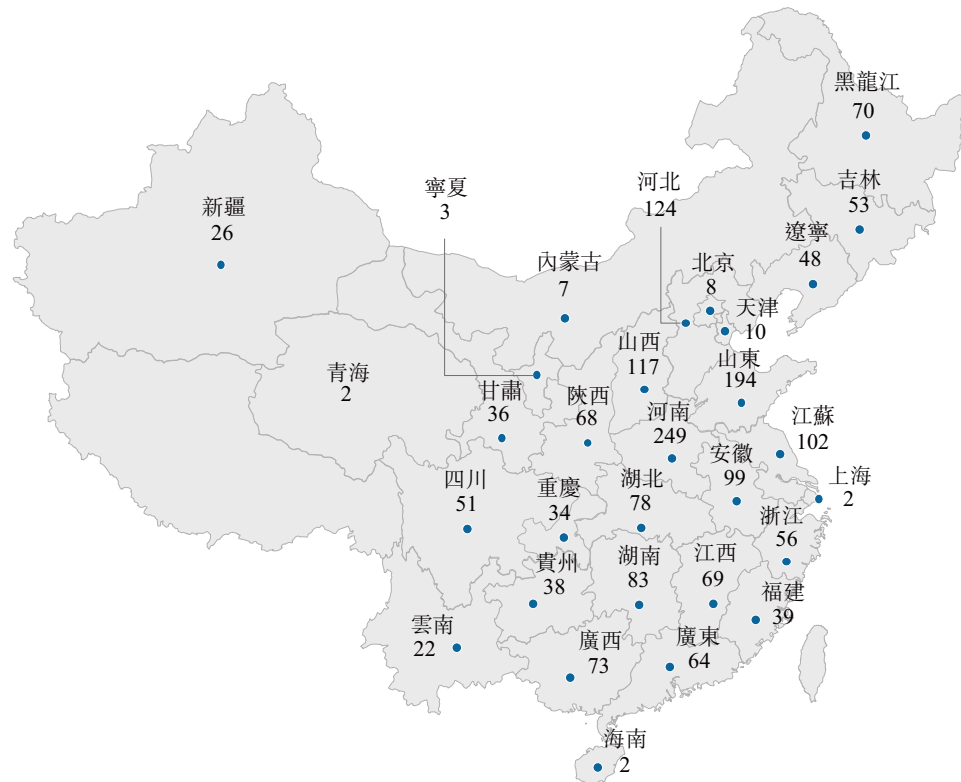 黑龍江
70
吉林
53
遼寧
48
寧夏
3
河北
124
新疆
26
內蒙古
7
北京
8
天津
10
山西
117
山東
194
青海
2
甘肅
36
陝西
68
河南
249
江蘇
102
安徽
99
上海
2
四川
51
重慶
34
湖北
78
浙江
56
貴州
38
湖南
83
江西
69
福建
39
雲南
22
廣西
73
廣東
64
海南
2